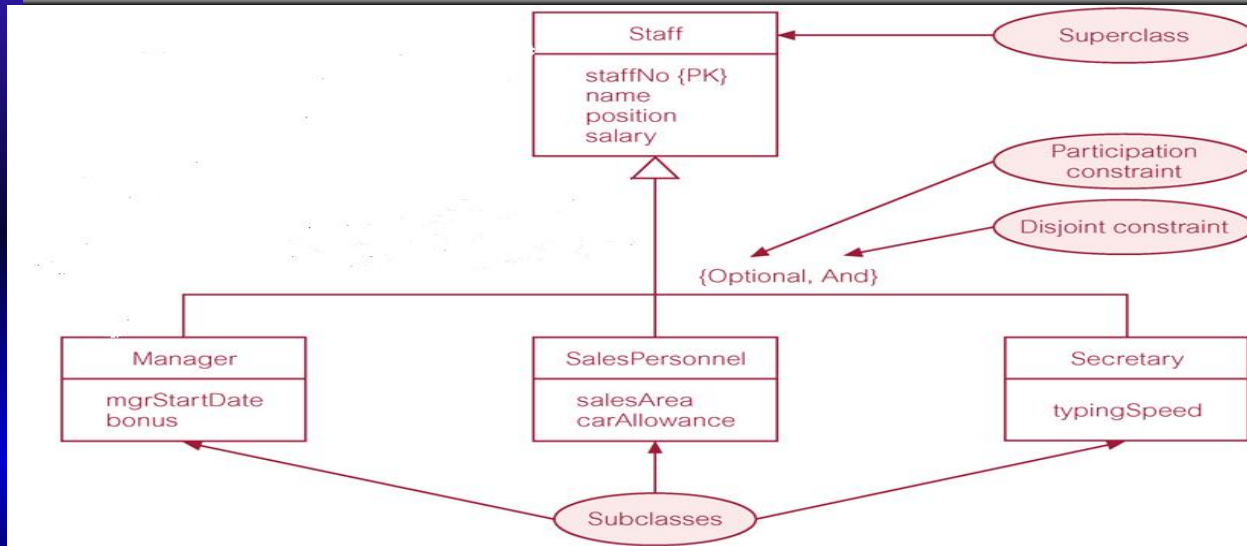 Staff
Superclass
staffNo {PK}
name
position
salary
Participation
constraint
Disjoint constraint
{Optional, And}
Manager
mgrStartDate
bonus
SalesPersonnel
salesArea
carAllowance
Secretary
typingSpeed
Subclasses